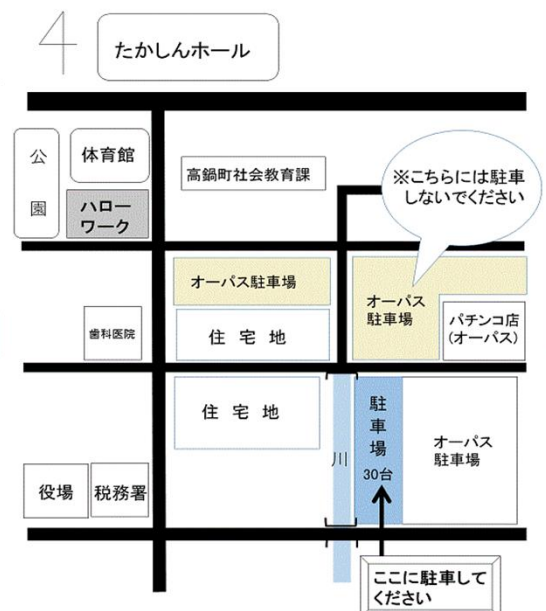 たかしんホール
公園
体育館
ハロー
ワーク
高鍋町社会教育課
※こちらには駐車
しないでください
オーパス駐車場
オーパス
駐車場
パチンコ店
(オーパス)
歯科医院
住宅地
住宅地
川
駐車場
30台
オーパス
駐車場
役場
税務署
ここに駐車して
ください